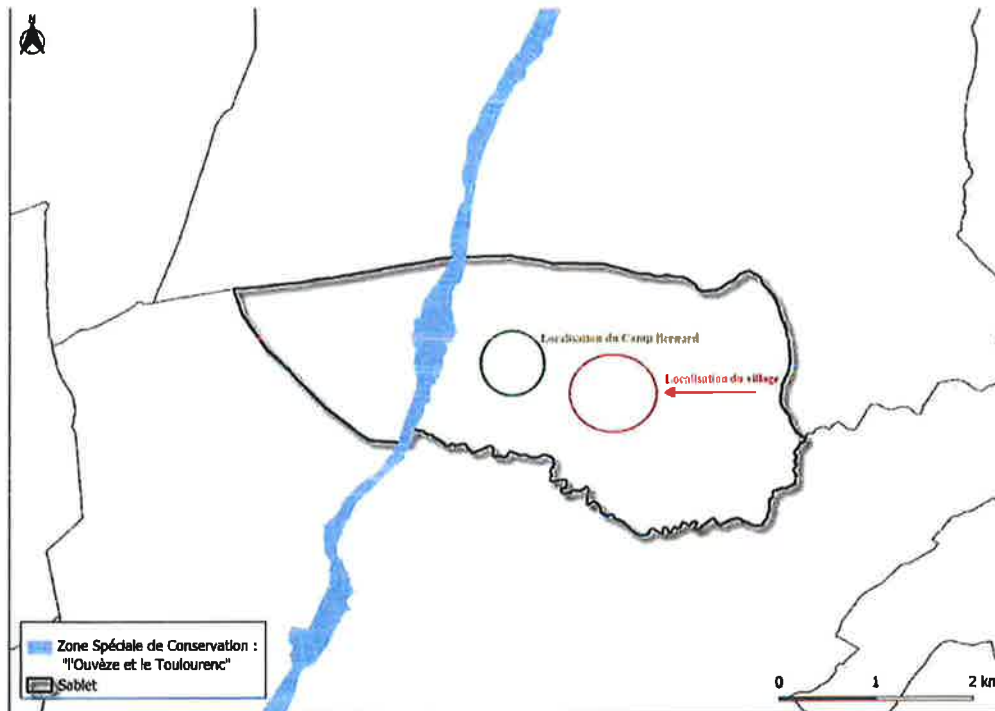 N
Localisation du Camp Bernard
Localisation du village
Zone Spéciale de Conservation :
"l'Ouvèze et le Toulourenc"
Sablet
0 1 2 km